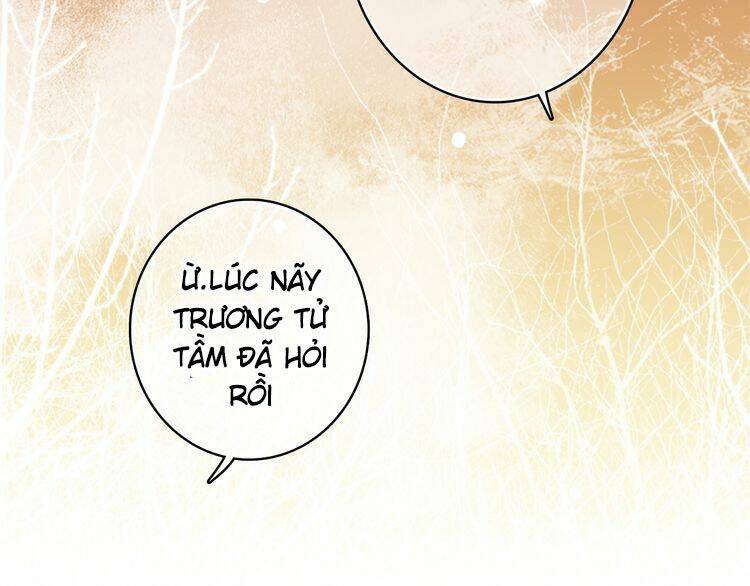 Ừ.LÚC NÃY
TRƯƠNG TỬ
TẦM ĐÃ HỎI
RỒI